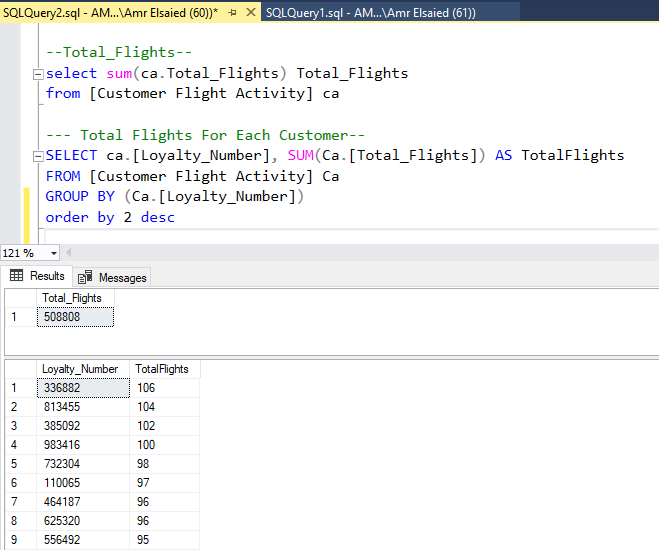 SQLQuery2.sql - AM...\Amr Elsaied (60))* SQLQuery1.sql - AM...\Amr Elsaied (61))
--Total_Flights--
select sum(ca.Total_Flights) Total_Flights
from [Customer Flight Activity] ca
--- Total Flights For Each Customer--
SELECT ca.[Loyalty_Number], SUM(Ca.[Total_Flights]) AS TotalFlights
FROM [Customer Flight Activity] Ca
GROUP BY (Ca.[Loyalty_Number])
order by 2 desc
121 %
Results Messages
Total_Flights
1 508808
Loyalty_Number TotalFlights
1 336882 106
2 813455 104
3 385092 102
4 983416 100
5 732304 98
6 110065 97
7 464187 96
8 625320 96
9 556492 95